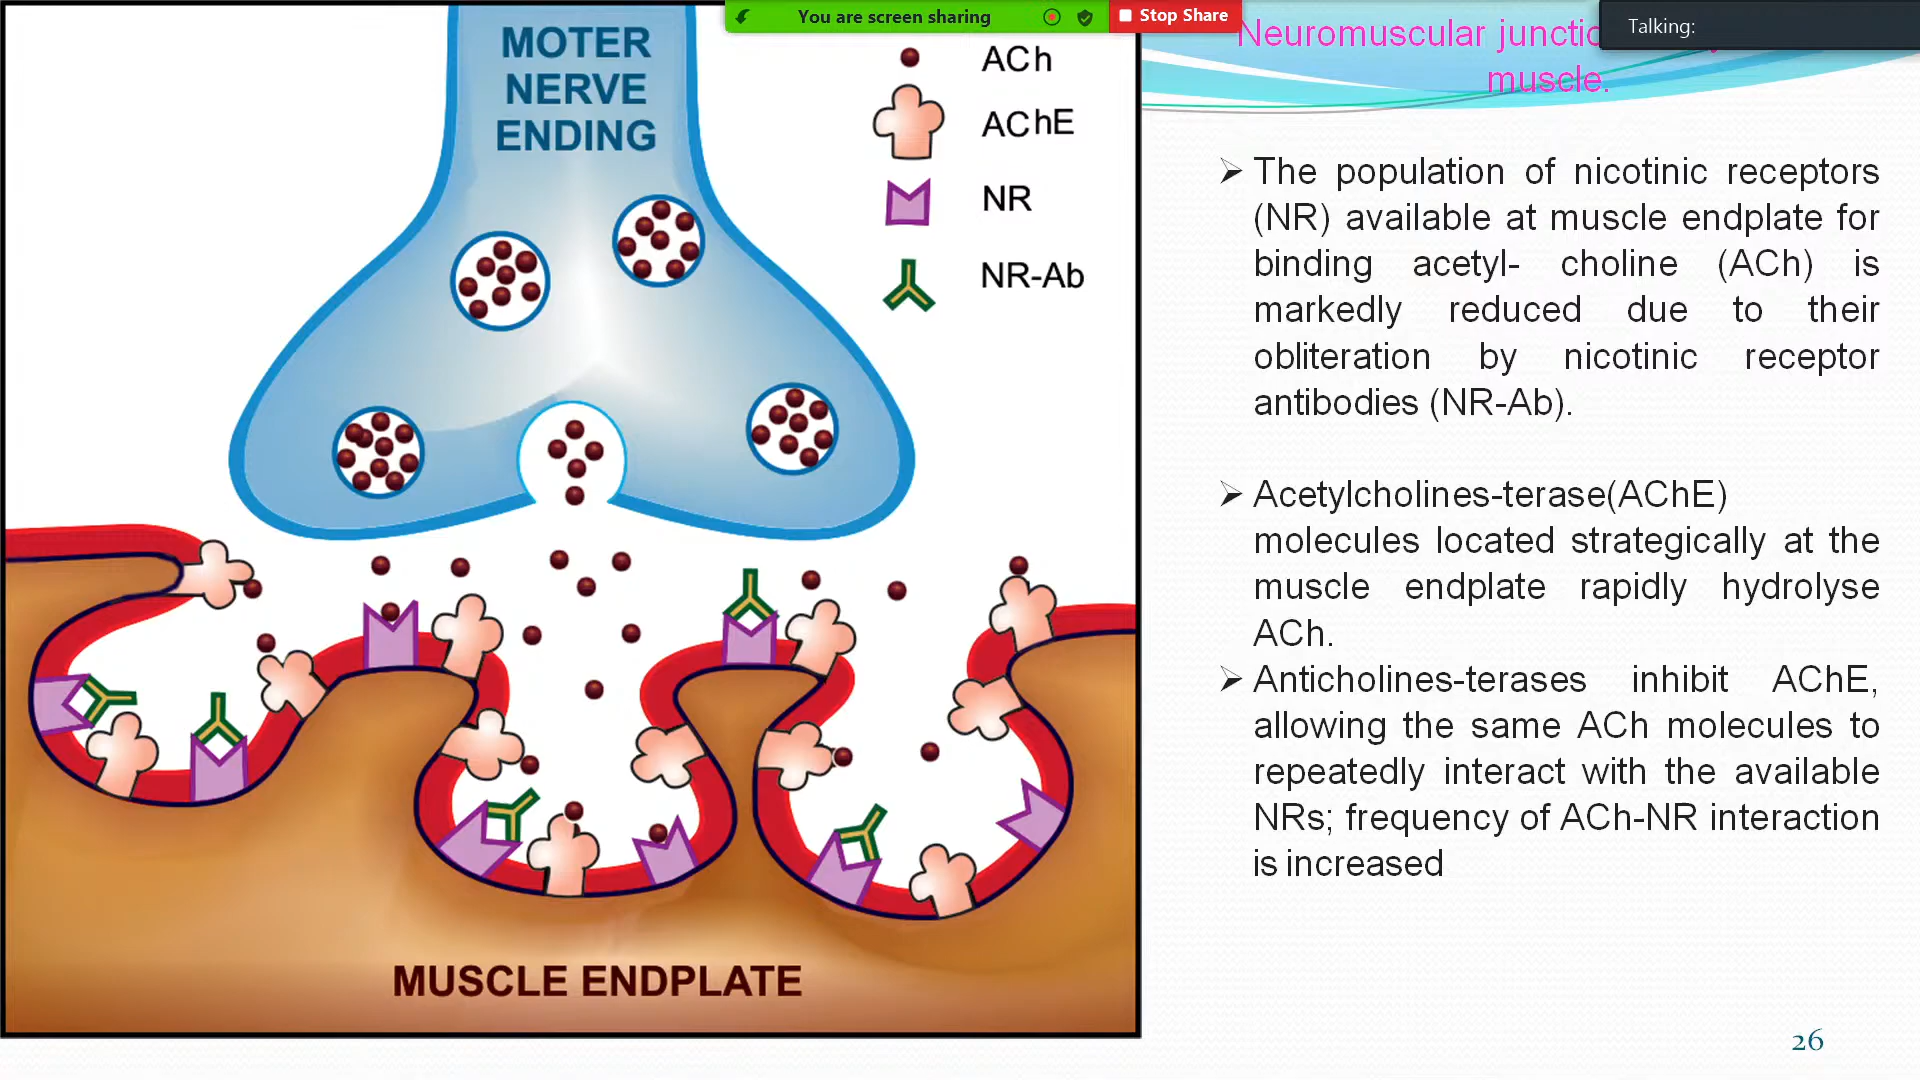 You are screen sharing
Stop Share
Talking:
MOTER
NERVE
ENDING
ACh
AChE
NR
NR-Ab
MUSCLE ENDPLATE
Neuromuscular
muscle.
➢ The population of nicotinic receptors
(NR) available at muscle endplate for
binding acetyl- choline (ACh) is
markedly reduced due to their
obliteration by nicotinic receptor
antibodies (NR-Ab).
➢ Acetylcholines-terase(AChE)
molecules located strategically at the
muscle endplate rapidly hydrolyse
ACh.
➢ Anticholines-terases inhibit AChE,
allowing the same ACh molecules to
repeatedly interact with the available
NRs; frequency of ACh-NR interaction
is increased
26